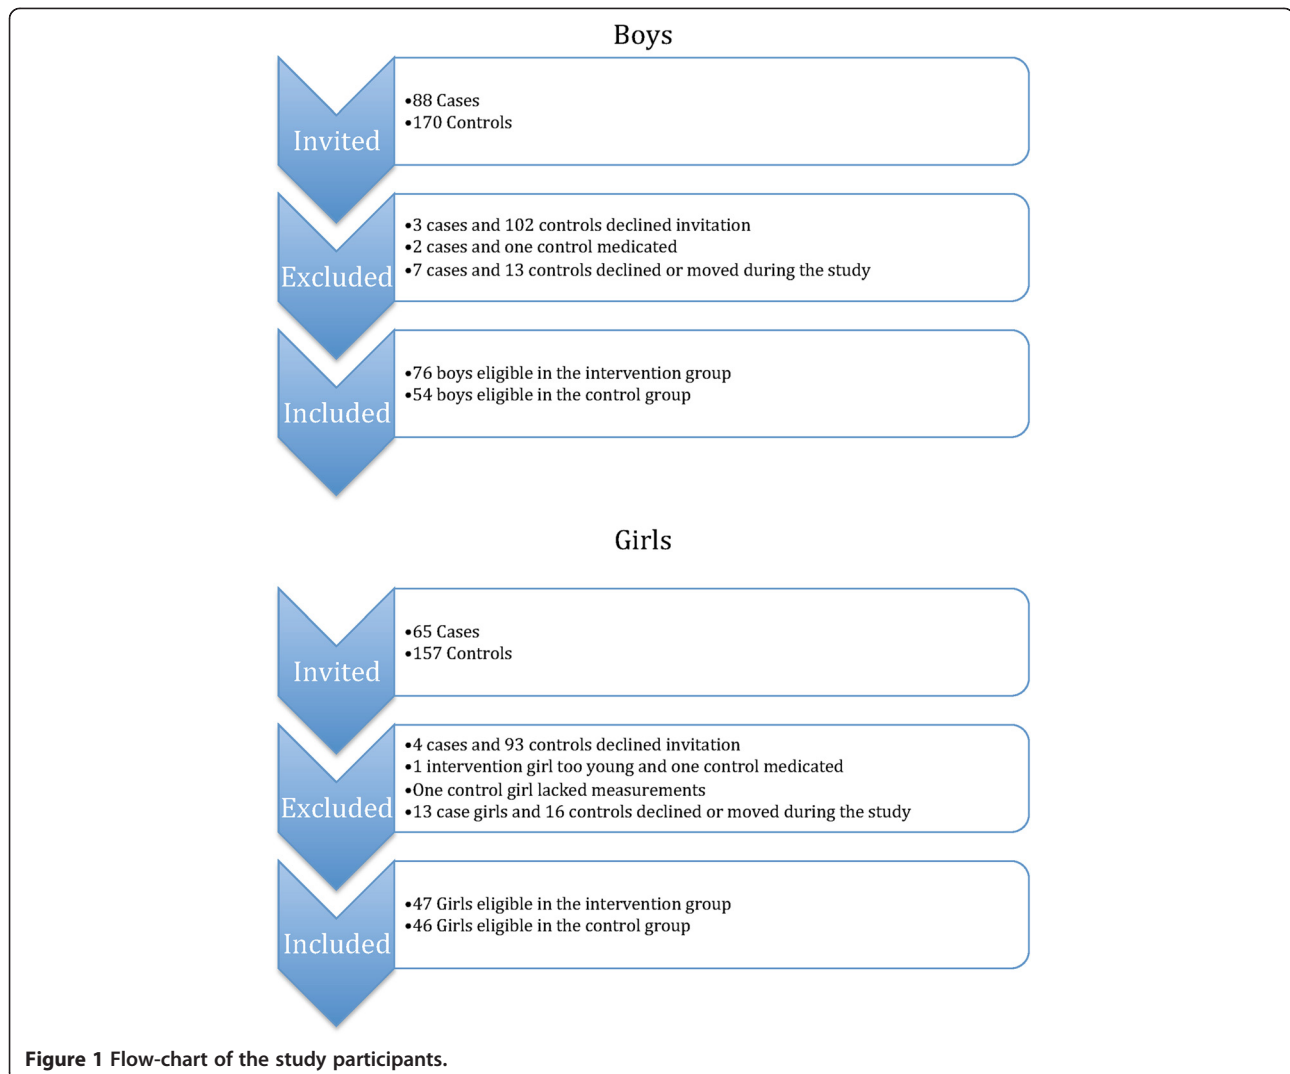 Boys
Invited
•88 Cases
•170 Controls
Excluded
•3 cases and 102 controls declined invitation
•2 cases and one control medicated
•7 cases and 13 controls declined or moved during the study
Included
•76 boys eligible in the intervention group
•54 boys eligible in the control group
Girls
Invited
•65 Cases
•157 Controls
Excluded
•4 cases and 93 controls declined invitation
•1 intervention girl too young and one control medicated
•One control girl lacked measurements
•13 case girls and 16 controls declined or moved during the study
Included
•47 Girls eligible in the intervention group
•46 Girls eligible in the control group
Figure 1 Flow-chart of the study participants.